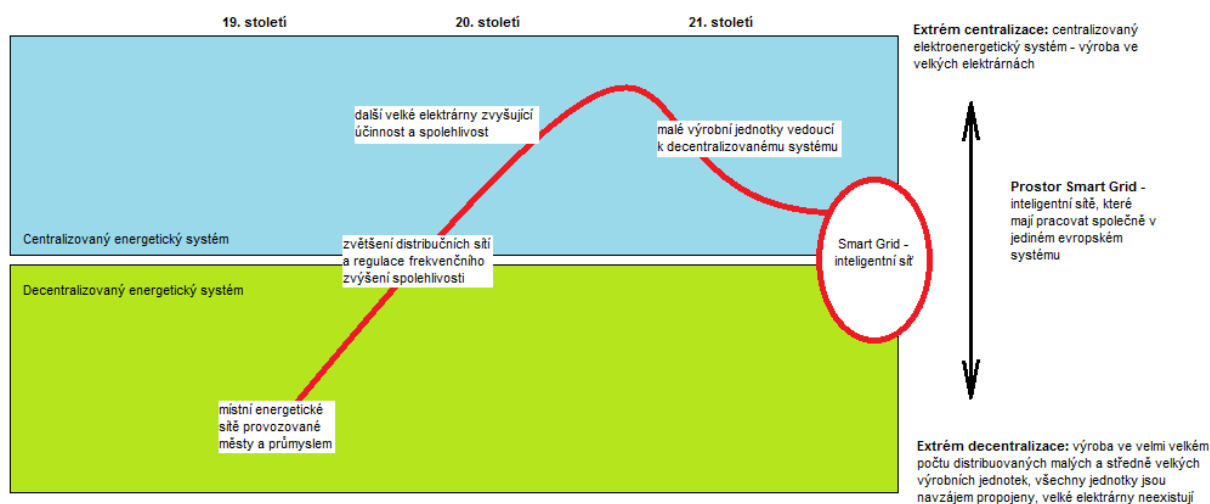 19. století
20. století
21. století
Extrém centralizace: centralizovaný
elektroenergetický systém - výroba ve
velkých elektrárnách
další velké elektrárny zvyšující
účinnost a spolehlivost
malé výrobní jednotky vedoucí
k decentralizovanému systému
Prostor Smart Grid -
inteligentní sítě, které
mají pracovat společně v
jediném evropském
systému
Centralizovaný energetický systém
zvětšení distribučních sítí
a regulace frekvenčního
zvýšení spolehlivosti
Smart Grid -
inteligentní síť
Decentralizovaný energetický systém
místní energetické
sítě provozované
městy a průmyslem
Extrém decentralizace: výroba ve velmi velkém
počtu distribuovaných malých a středně velkých
výrobních jednotek, všechny jednotky jsou
navzájem propojeny, velké elektrárny neexistují